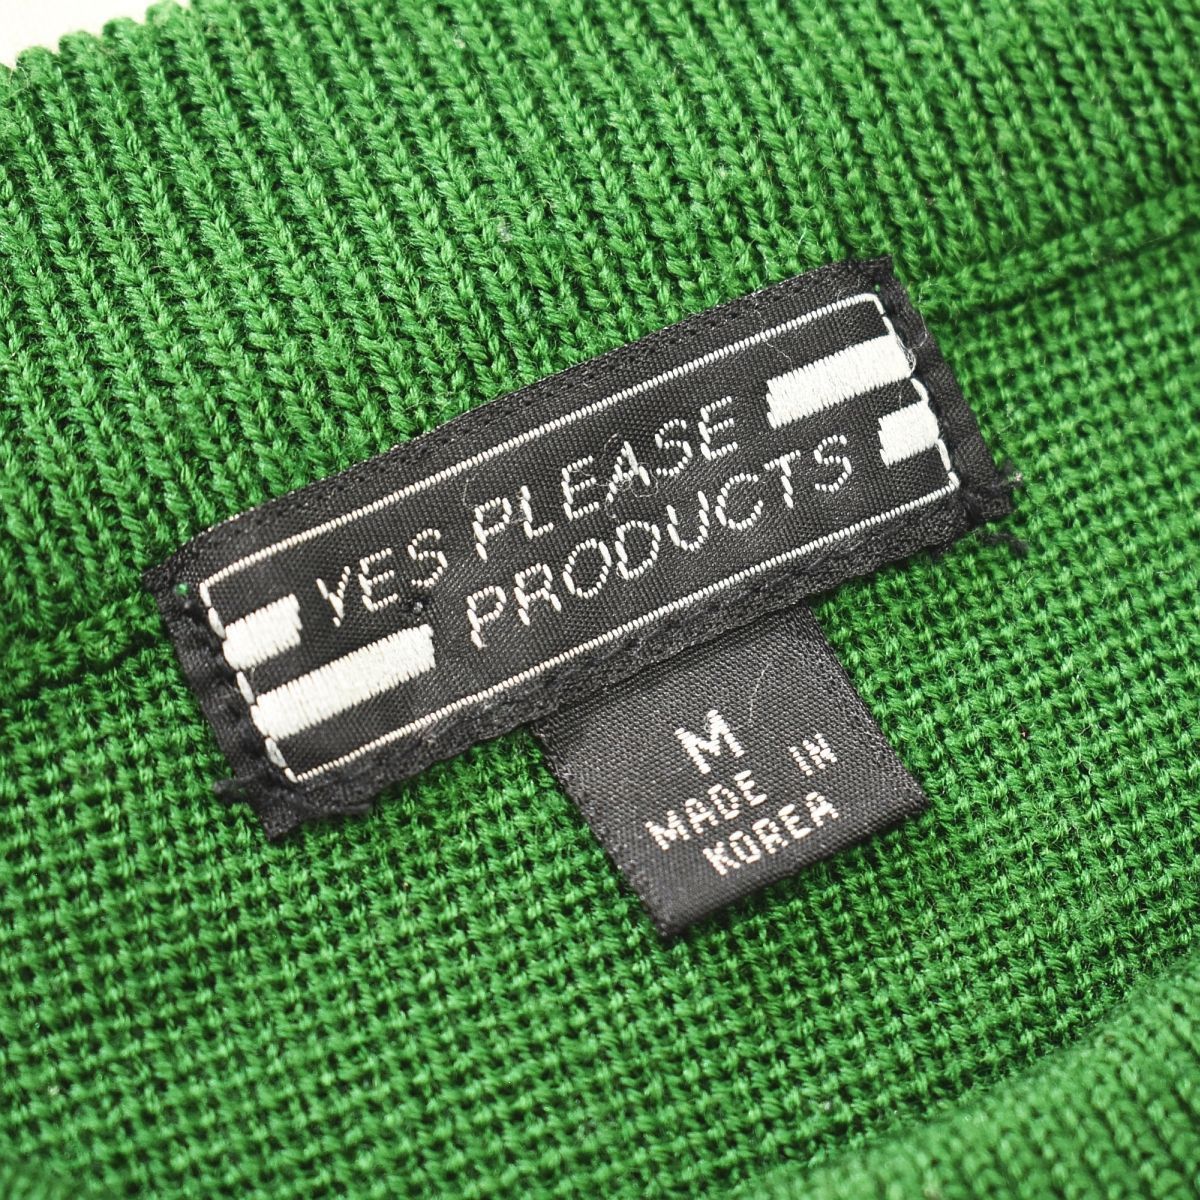 YES PLEASE
PRODUCTS
M
MADE IN
KOREA